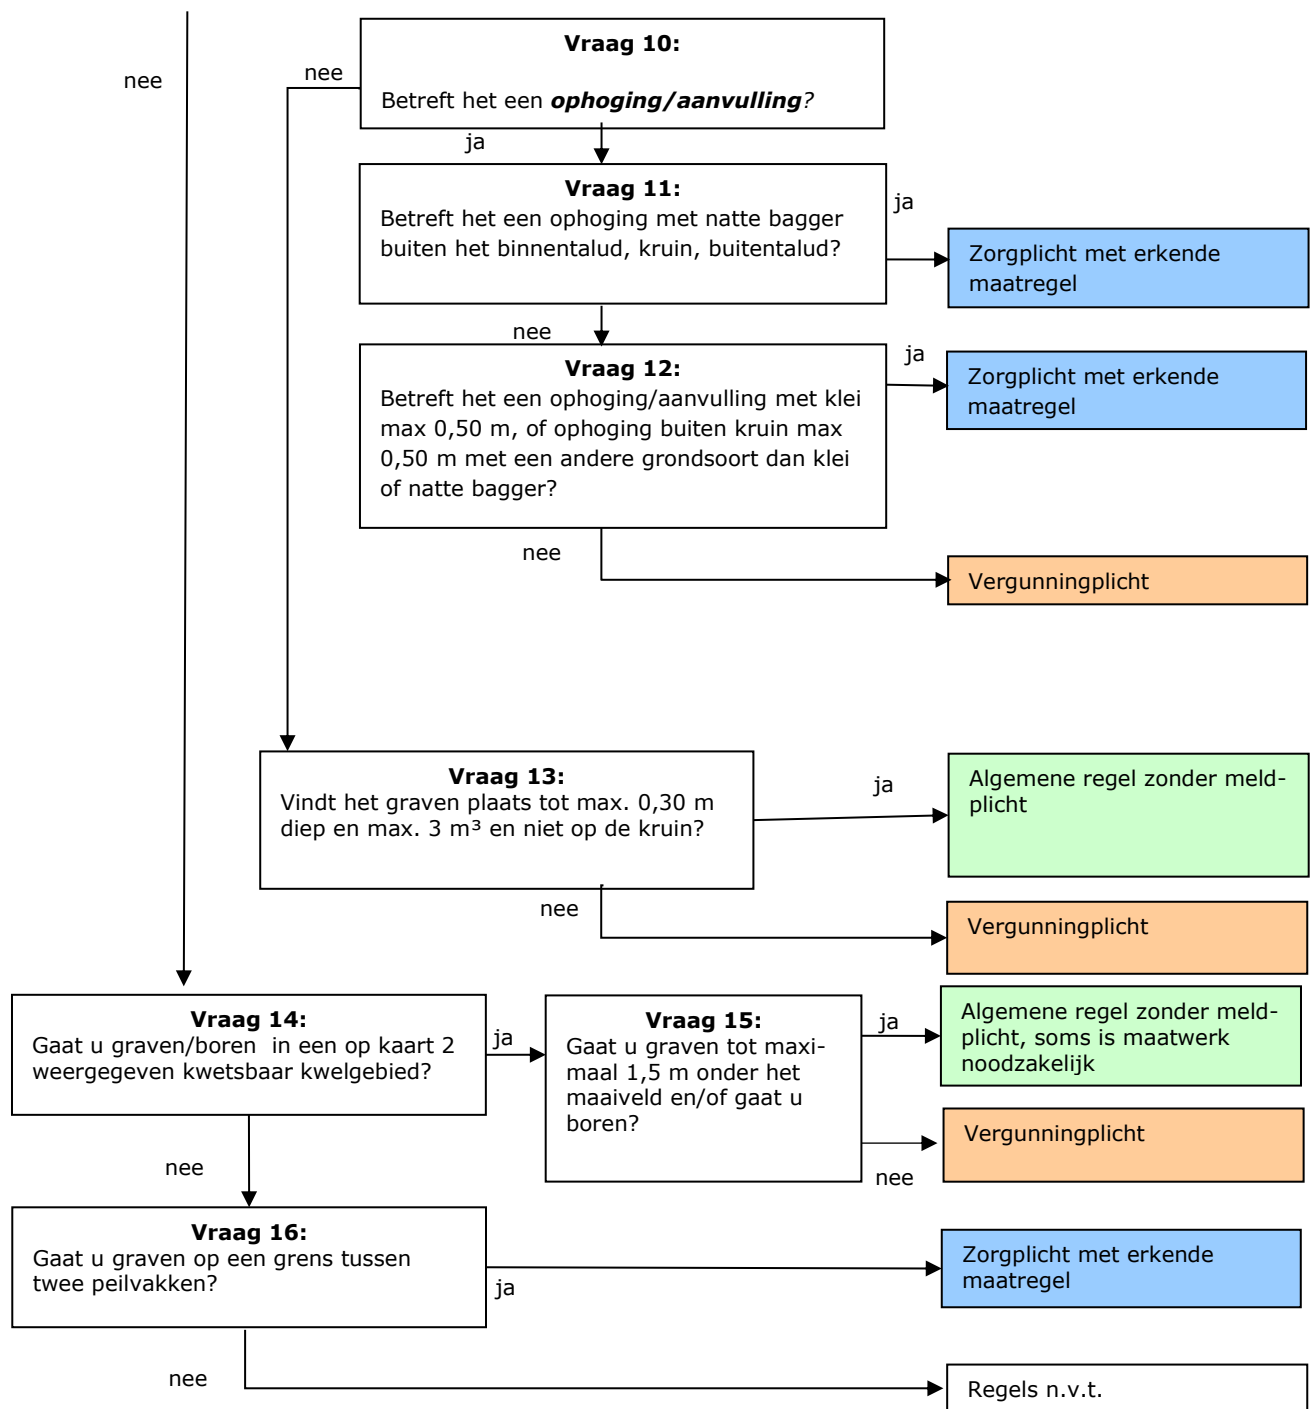 nee
nee
Vraag 10:
Betreft het een ophoging/aanvulling?
ja
Vraag 11:
Betreft het een ophoging met natte bagger
buiten het binnentalud, kruin, buitentalud?
ja
Zorgplicht met erkende
maatregel
nee
Vraag 12:
Betreft het een ophoging/aanvulling met klei
max 0,50 m, of ophoging buiten kruin max
0,50 m met een andere grondsoort dan klei
of natte bagger?
ja
Zorgplicht met erkende
maatregel
nee
Vergunningplicht
Vraag 13:
Vindt het graven plaats tot max. 0,30 m
diep en max. 3 m³ en niet op de kruin?
ja
Algemene regel zonder meld-
plicht
nee
Vergunningplicht
Vraag 14:
Gaat u graven/boren  in een op kaart 2
weergegeven kwetsbaar kwelgebied?
ja
Vraag 15:
Gaat u graven tot maxi-
maal 1,5 m onder het
maaiveld en/of gaat u
boren?
ja
Algemene regel zonder meld-
plicht, soms is maatwerk
noodzakelijk
nee
Vergunningplicht
nee
Vraag 16:
Gaat u graven op een grens tussen
twee peilvakken?
ja
Zorgplicht met erkende
maatregel
nee
Regels n.v.t.